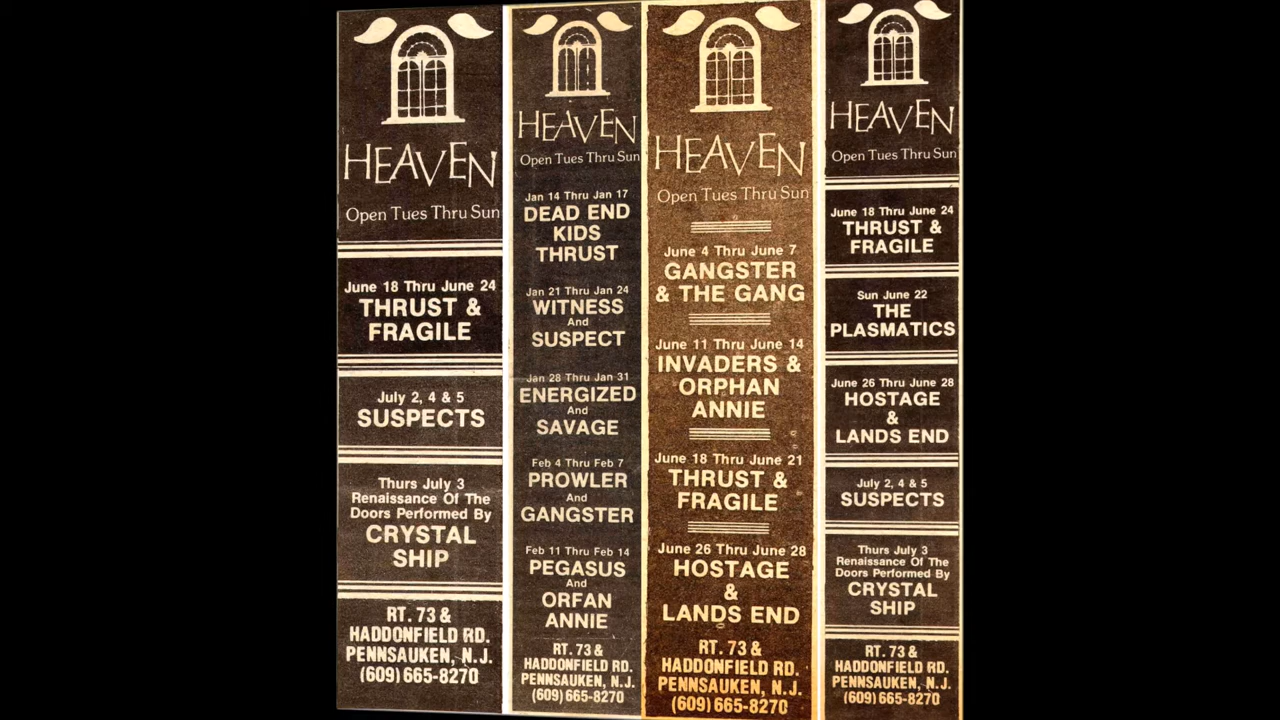 HEAVEN
Open Tues Thru Sun
June 18 Thru June 24
THRUST &
FRAGILE
July 2, 4 & 5
SUSPECTS
Thurs July 3
Renaissance Of The
Doors Performed By
CRYSTAL
SHIP
RT. 73 &
HADDONFIELD RD.
PENNSAUKEN, N.J.
(609) 665-8270
HEAVEN
Open Tues Thru Sun
Jan 14 Thru Jan 17
DEAD END
KIDS
THRUST
Jan 21 Thru Jan 24
WITNESS
And
SUSPECT
Jan 28 Thru Jan 31
ENERGIZED
And
SAVAGE
Feb 4 Thru Feb 7
PROWLER
And
GANGSTER
Feb 11 Thru Feb 14
PEGASUS
And
ORFAN
ANNIE
RT. 73 &
HADDONFIELD RD.
PENNSAUKEN, N.J.
(609) 665-8270
HEAVEN
Open Tues Thru Sun
June 4 Thru June 7
GANGSTER
& THE GANG
June 11 Thru June 14
INVADERS &
ORPHAN
ANNIE
June 18 Thru June 21
THRUST &
FRAGILE
June 26 Thru June 28
HOSTAGE
&
LANDS END
RT. 73 &
HADDONFIELD RD.
PENNSAUKEN, N.J.
(609) 665-8270
HEAVEN
Open Tues Thru Sun
June 18 Thru June 24
THRUST &
FRAGILE
Sun June 22
THE
PLASMATICS
June 26 Thru June 28
HOSTAGE
&
LANDS END
July 2, 4 & 5
SUSPECTS
Thurs July 3
Renaissance Of The
Doors Performed By
CRYSTAL
SHIP
RT. 73 &
HADDONFIELD RD.
PENNSAUKEN, N.J.
(609) 665-8270